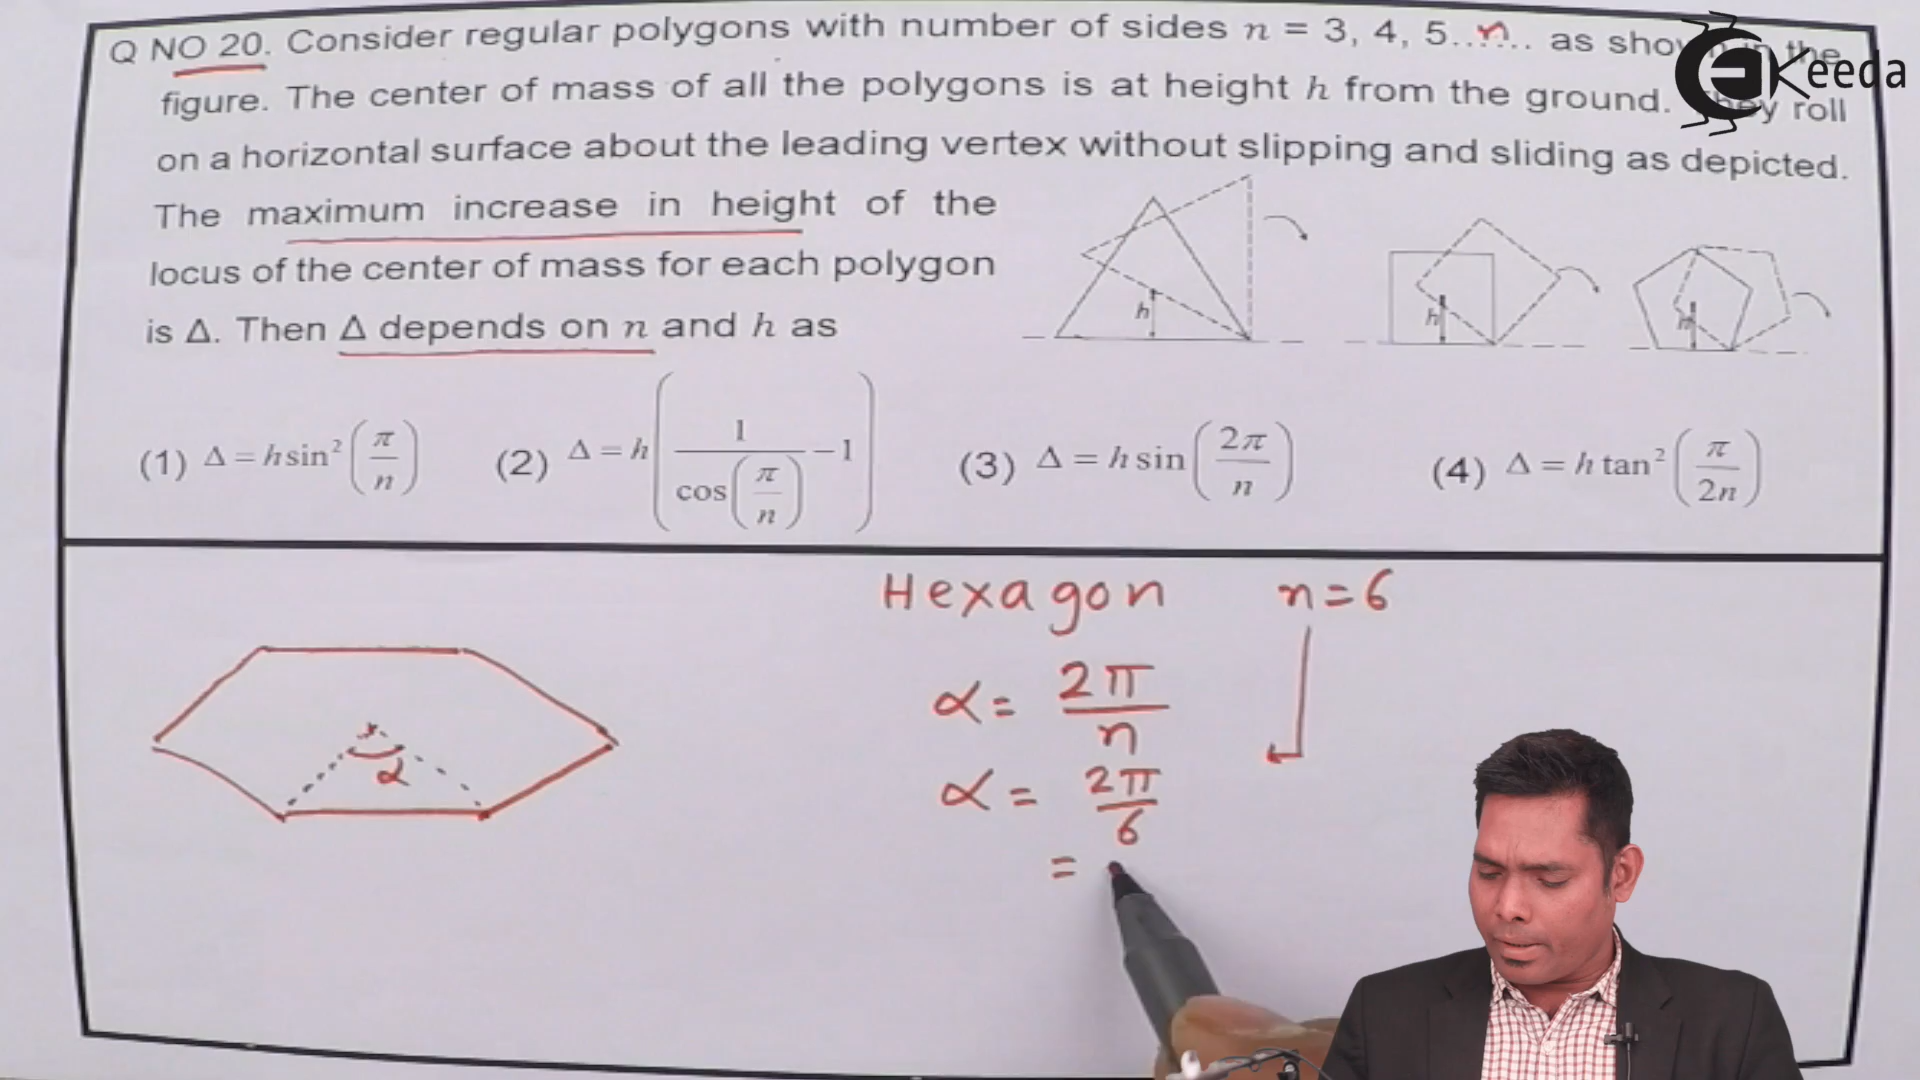 Q NO 20. Consider regular polygons with number of sides n = 3, 4, 5...n... as shown in the
figure. The center of mass of all the polygons is at height h from the ground. They roll
on a horizontal surface about the leading vertex without slipping and sliding as depicted.
The maximum increase in height of the
locus of the center of mass for each polygon
is Δ. Then Δ depends on n and h as
h
h
h
(1) Δ = h sin² (π/n) (2) Δ = h (1/cos(π/n) − 1) (3) Δ = h sin (2π/n) (4) Δ = h tan² (π/2n)
Hexagon n = 6
α = 2π/n
α = 2π/6
=
α
Ekeeda